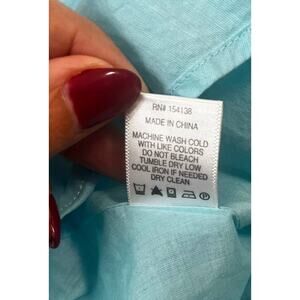 RN# 154138
MADE IN CHINA
MACHINE WASH COLD
WITH LIKE COLORS
DO NOT BLEACH
TUMBLE DRY LOW
COOL IRON IF NEEDED
DRY CLEAN